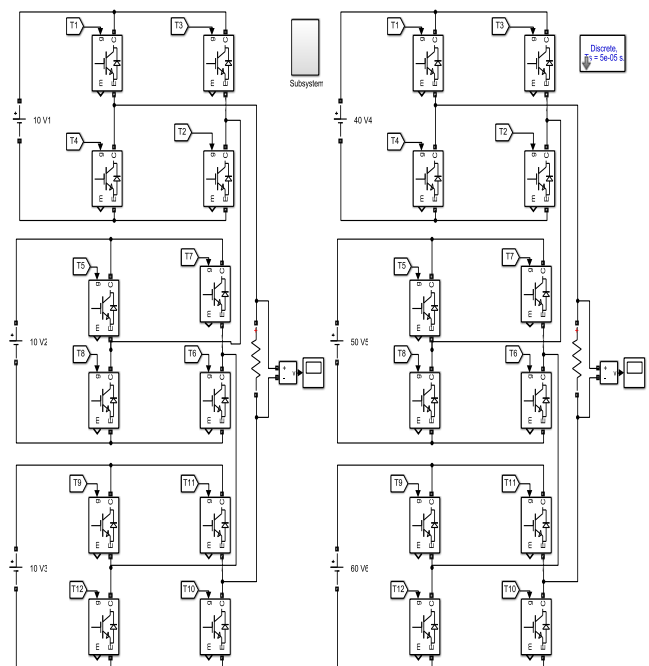 T1
T3
g C
g C
m E
m E
10 V1
T4
T2
g C
g C
m E
m E
T5
T7
g C
g C
m E
m E
10 V2
T8
T6
g C
g C
m E
m E
+
-
v
T9
T11
g C
g C
m E
m E
10 V3
T12
T10
g C
g C
m E
m E
Subsystem
T1
T3
g C
g C
m E
m E
40 V4
T4
T2
g C
g C
m E
m E
Discrete,
Ts = 5e-05 s.
T5
T7
g C
g C
m E
m E
50 V5
T8
T6
g C
g C
m E
m E
+
-
v
T9
T11
g C
g C
m E
m E
60 V6
T12
T10
g C
g C
m E
m E